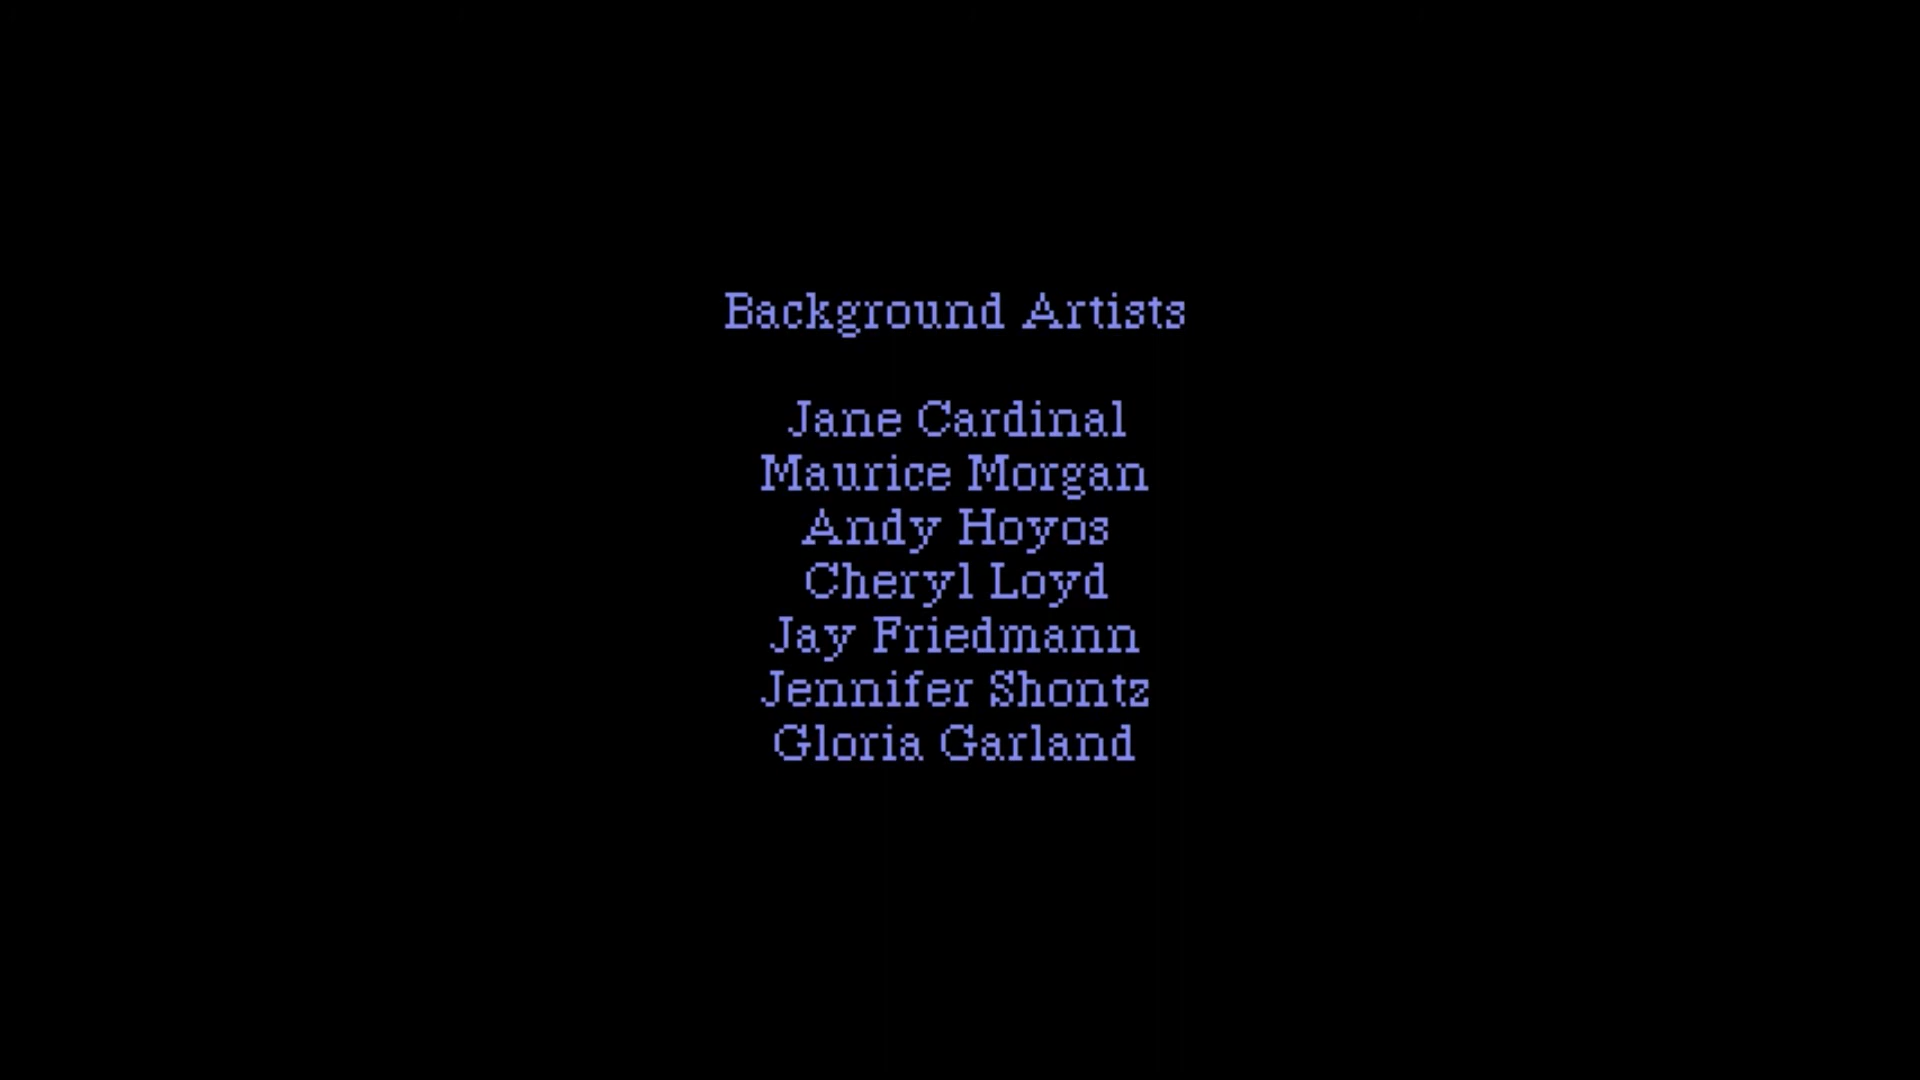 Background Artists
Jane Cardinal
Maurice Morgan
Andy Hoyos
Cheryl Loyd
Jay Friedmann
Jennifer Shontz
Gloria Garland